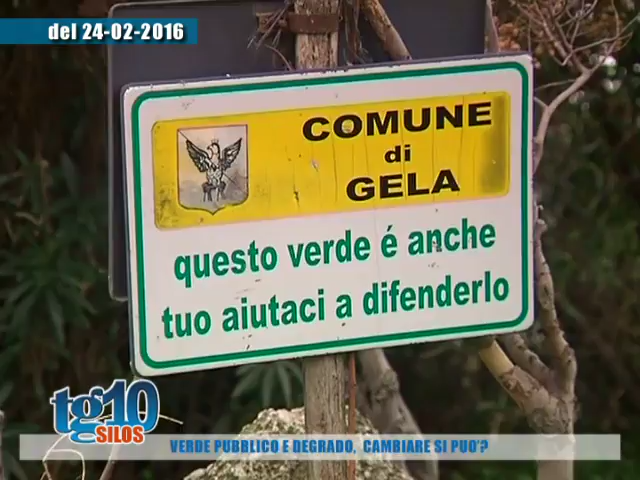 del 24-02-2016
COMUNE
di
GELA
questo verde é anche
tuo aiutaci a difenderlo
tg10
SILOS
VERDE PUBBLICO E DEGRADO, CAMBIARE SI PUO'?